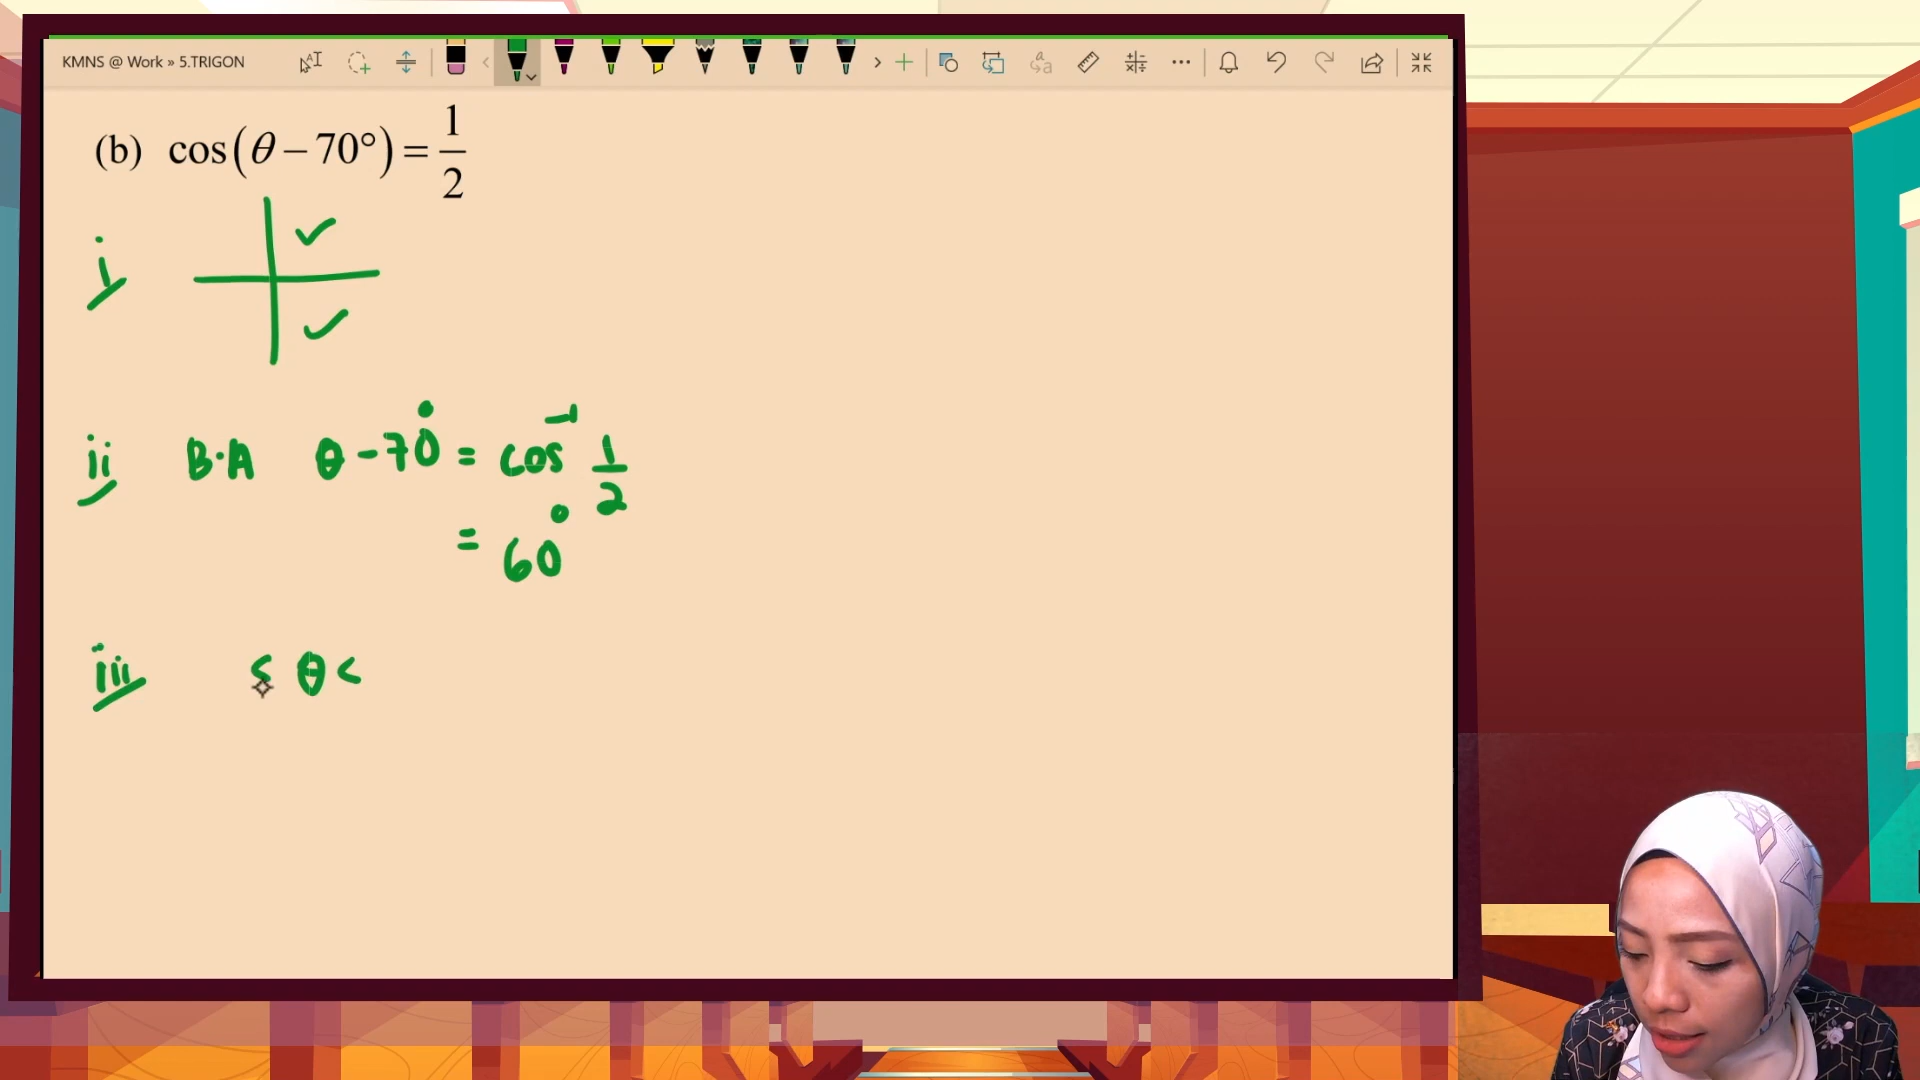 KMNS @ Work » 5.TRIGON
(b) cos(θ – 70°) = 1/2
i
ii B.A θ - 70° = cos⁻¹ 1/2
= 60°
iii ≤ θ <